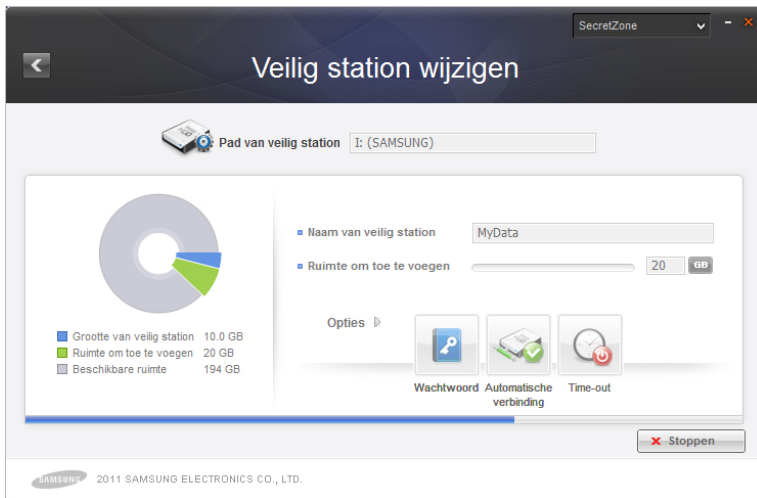 SecretZone
Veilig station wijzigen
HDD
Pad van veilig station I: (SAMSUNG)
Naam van veilig station MyData
Ruimte om toe te voegen 20 GB
Opties
Grootte van veilig station 10.0 GB
Ruimte om toe te voegen 20 GB
Beschikbare ruimte 194 GB
Wachtwoord Automatische verbinding Time-out
Stoppen
SAMSUNG 2011 SAMSUNG ELECTRONICS CO., LTD.